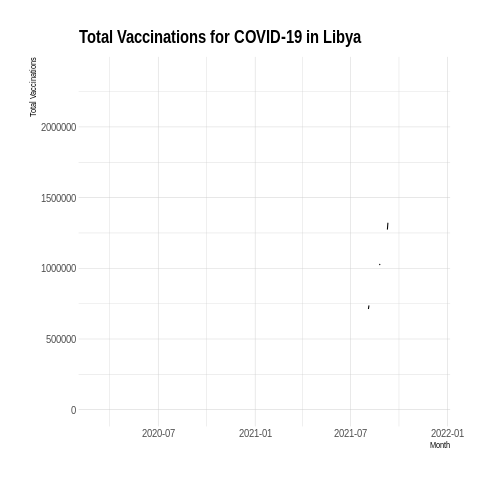 Total Vaccinations for COVID-19 in Libya
Total Vaccinations
2000000
1500000
1000000
500000
0
2020-07 2021-01 2021-07 2022-01
Month